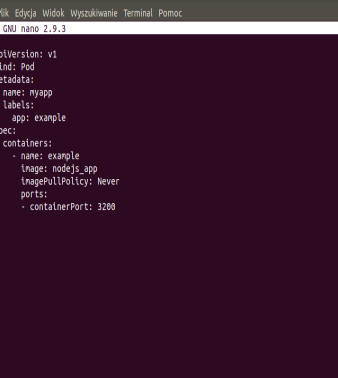 lik Edycja Widok Wyszukiwanie Terminal Pomoc
GNU nano 2.9.3
piVersion: v1
ind: Pod
etadata:
name: myapp
labels:
app: example
pec:
containers:
- name: example
image: nodejs_app
imagePullPolicy: Never
ports:
- containerPort: 3200